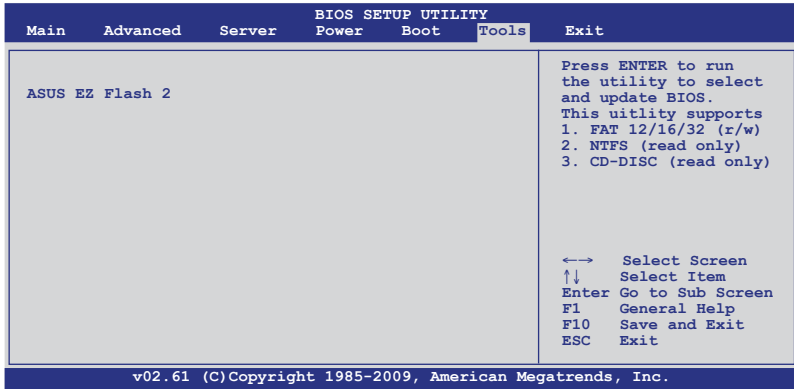 BIOS SETUP UTILITY
Main Advanced Server Power Boot Tools Exit
ASUS EZ Flash 2
Press ENTER to run
the utility to select
and update BIOS.
This uitlity supports
1. FAT 12/16/32 (r/w)
2. NTFS (read only)
3. CD-DISC (read only)
←→ Select Screen
↑↓ Select Item
Enter Go to Sub Screen
F1 General Help
F10 Save and Exit
ESC Exit
v02.61 (C)Copyright 1985-2009, American Megatrends, Inc.